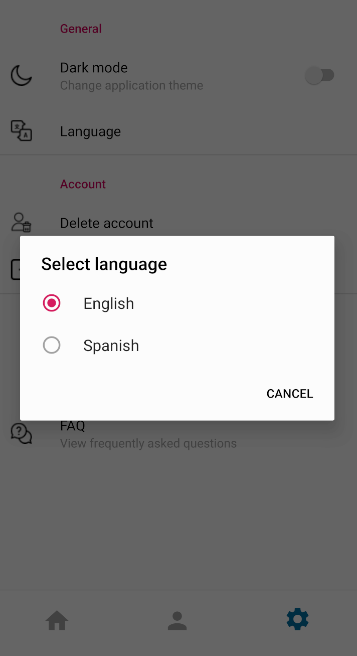 General
Dark mode
Change application theme
Language
Account
Delete account
Select language
English
Spanish
CANCEL
FAQ
View frequently asked questions